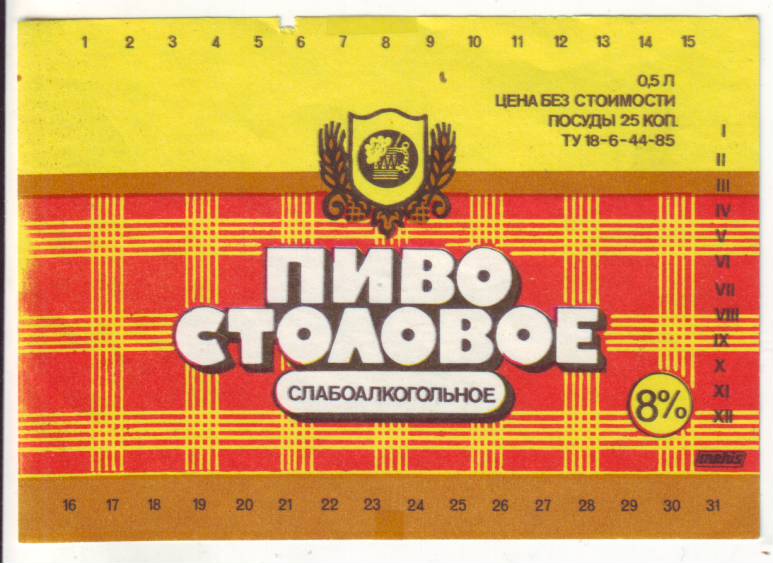 1 2 3 4 5 6 7 8 9 10 11 12 13 14 15
0,5 Л
ЦЕНА БЕЗ СТОИМОСТИ
ПОСУДЫ 25 КОП.
ТУ 18-6-44-85
I
II
III
IV
V
VI
VII
VIII
IX
X
XI
XII
ПИВО
СТОЛОВОЕ
СЛАБОАЛКОГОЛЬНОЕ
8%
16 17 18 19 20 21 22 23 24 25 26 27 28 29 30 31